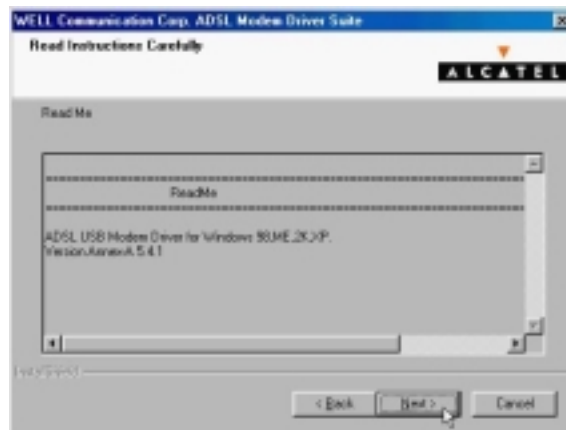 WELL Communication Corp. ADSL Modem Driver Suite
Read Instructions Carefully
ALCATEL
Read Me
ReadMe
ADSL USB Modem Driver for Windows 98,ME,2K,XP.
Version:AnnexA 5.4.1
InstallShield
< Back
Next >
Cancel